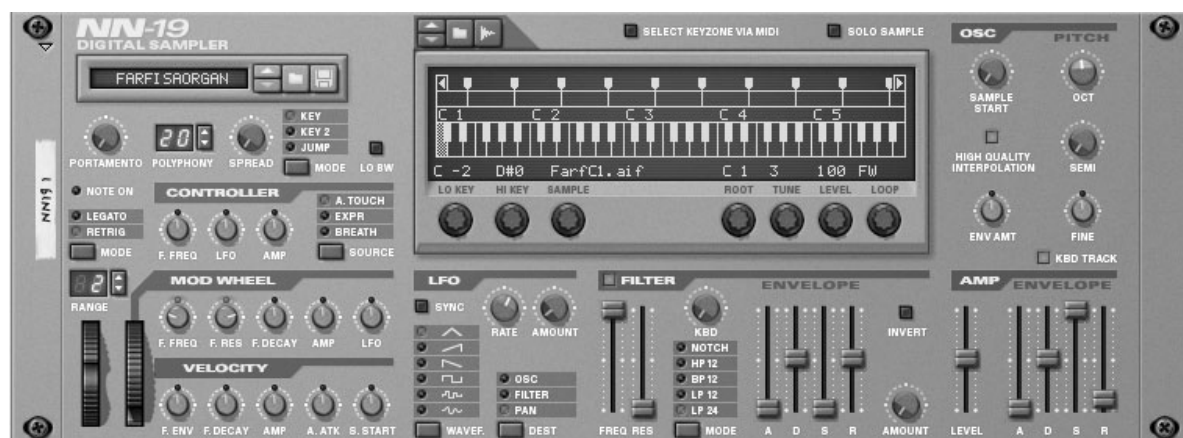 NN-19
DIGITAL SAMPLER
FARFISAORGAN
PORTAMENTO
20
POLYPHONY
SPREAD
KEY
KEY 2
JUMP
MODE
LO BW
NOTE ON
LEGATO
RETRIG
MODE
CONTROLLER
F. FREQ
LFO
AMP
A. TOUCH
EXPR
BREATH
SOURCE
2
RANGE
MOD WHEEL
F. FREQ
F. RES
F. DECAY
AMP
LFO
VELOCITY
F. ENV
F. DECAY
AMP
A. ATK
S. START
NN19 1
SELECT KEYZONE VIA MIDI
SOLO SAMPLE
C 1 C 2 C 3 C 4 C 5
C -2 D#0 FarfC1.aif C 1 3 100 FW
LO KEY HI KEY SAMPLE ROOT TUNE LEVEL LOOP
LFO
SYNC
RATE
AMOUNT
OSC
FILTER
PAN
WAVEF.
DEST
FILTER
ENVELOPE
KBD
NOTCH
HP 12
BP 12
LP 12
LP 24
FREQ RES
MODE
A D S R
INVERT
AMOUNT
OSC PITCH
SAMPLE START
OCT
HIGH QUALITY INTERPOLATION
SEMI
ENV AMT
FINE
KBD TRACK
AMP ENVELOPE
LEVEL
A D S R